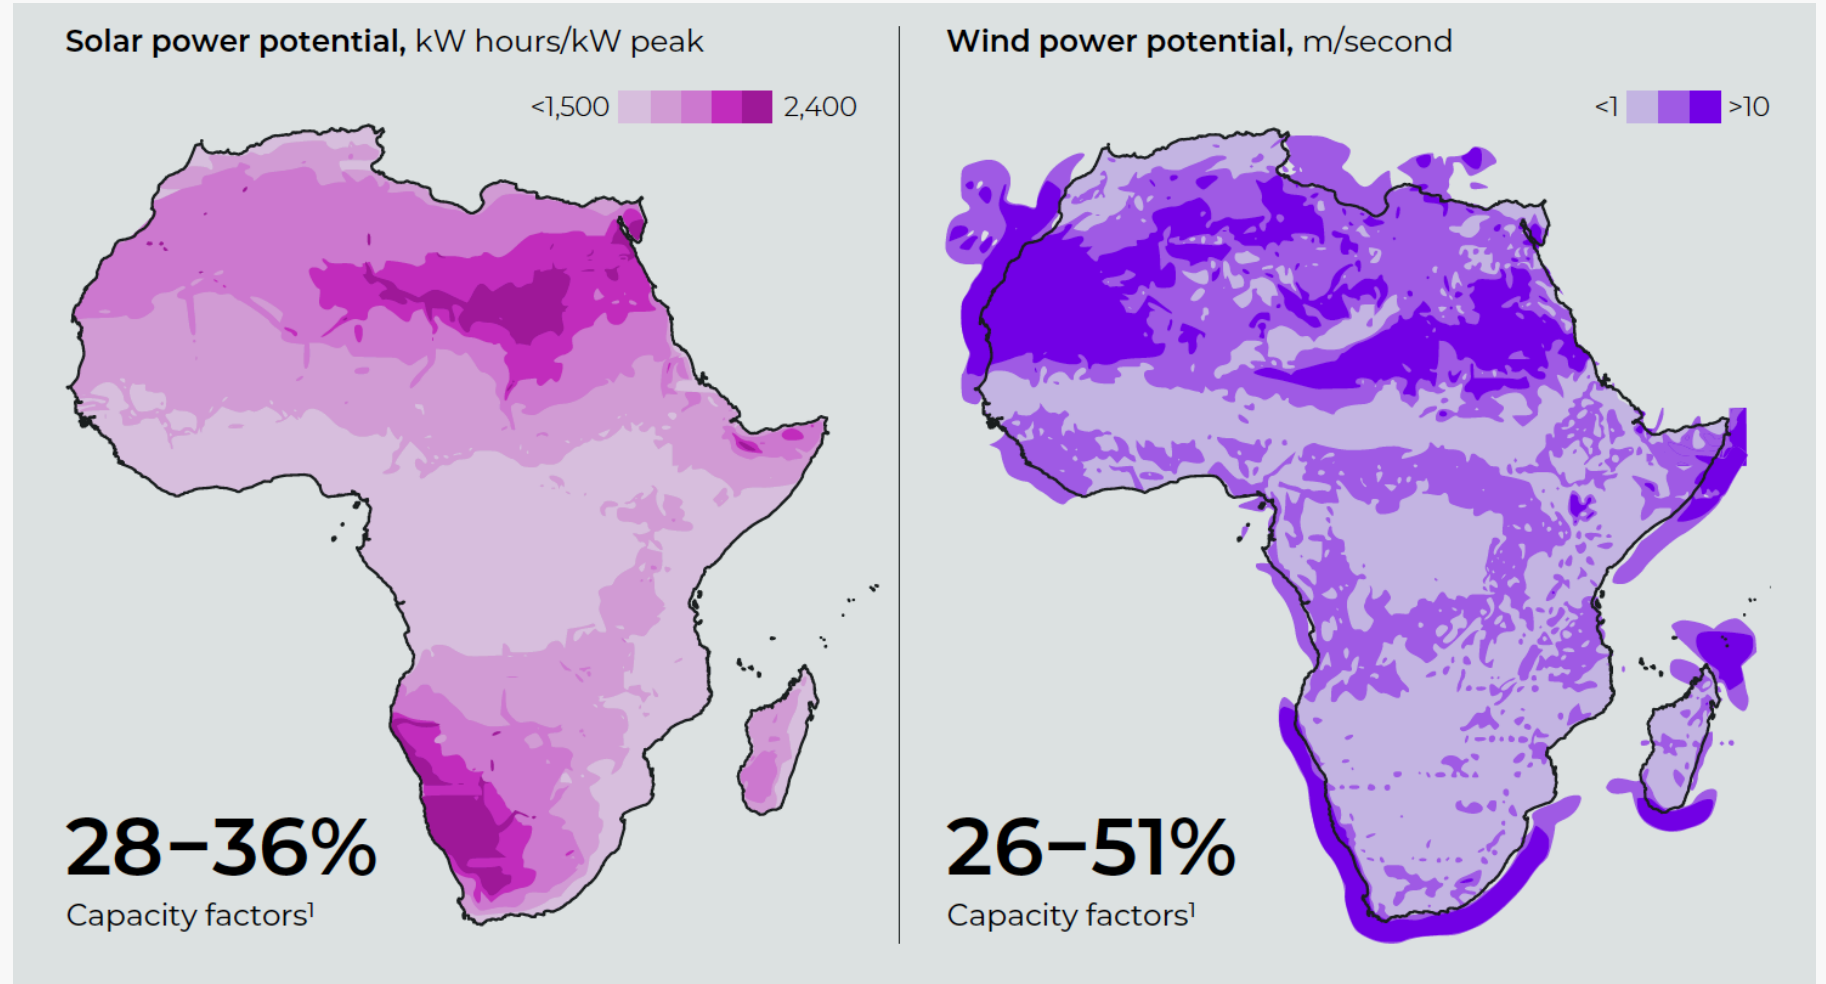 Solar power potential, kW hours/kW peak
<1,500 2,400
28–36%
Capacity factors¹
Wind power potential, m/second
<1 >10
26–51%
Capacity factors¹